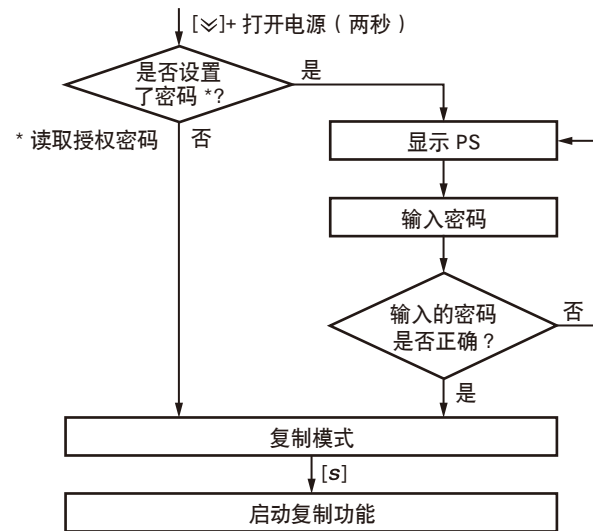 [≫]+ 打开电源（两秒）
是否设置
了密码 *?
是
* 读取授权密码
否
显示 PS
输入密码
输入的密码
是否正确？
否
是
复制模式
[s]
启动复制功能